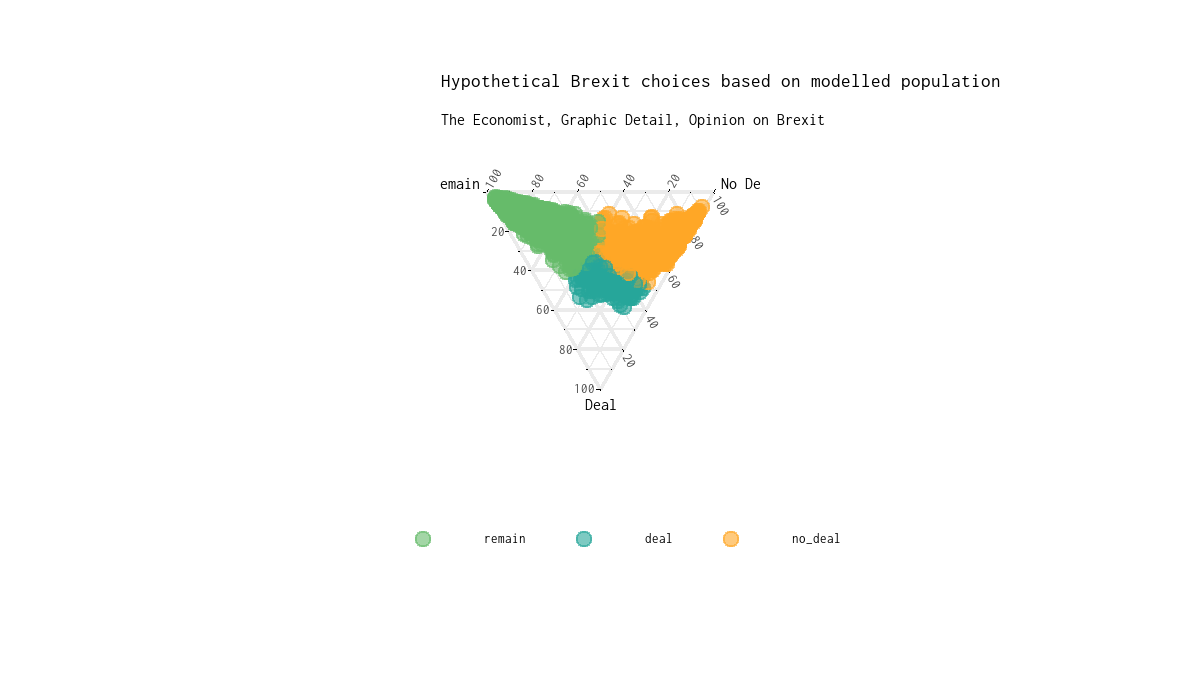 Hypothetical Brexit choices based on modelled population
The Economist, Graphic Detail, Opinion on Brexit
emain 100 80 60 40 20 No De
100
20 80
40 60
60 40
80 20
100
Deal
remain deal no_deal